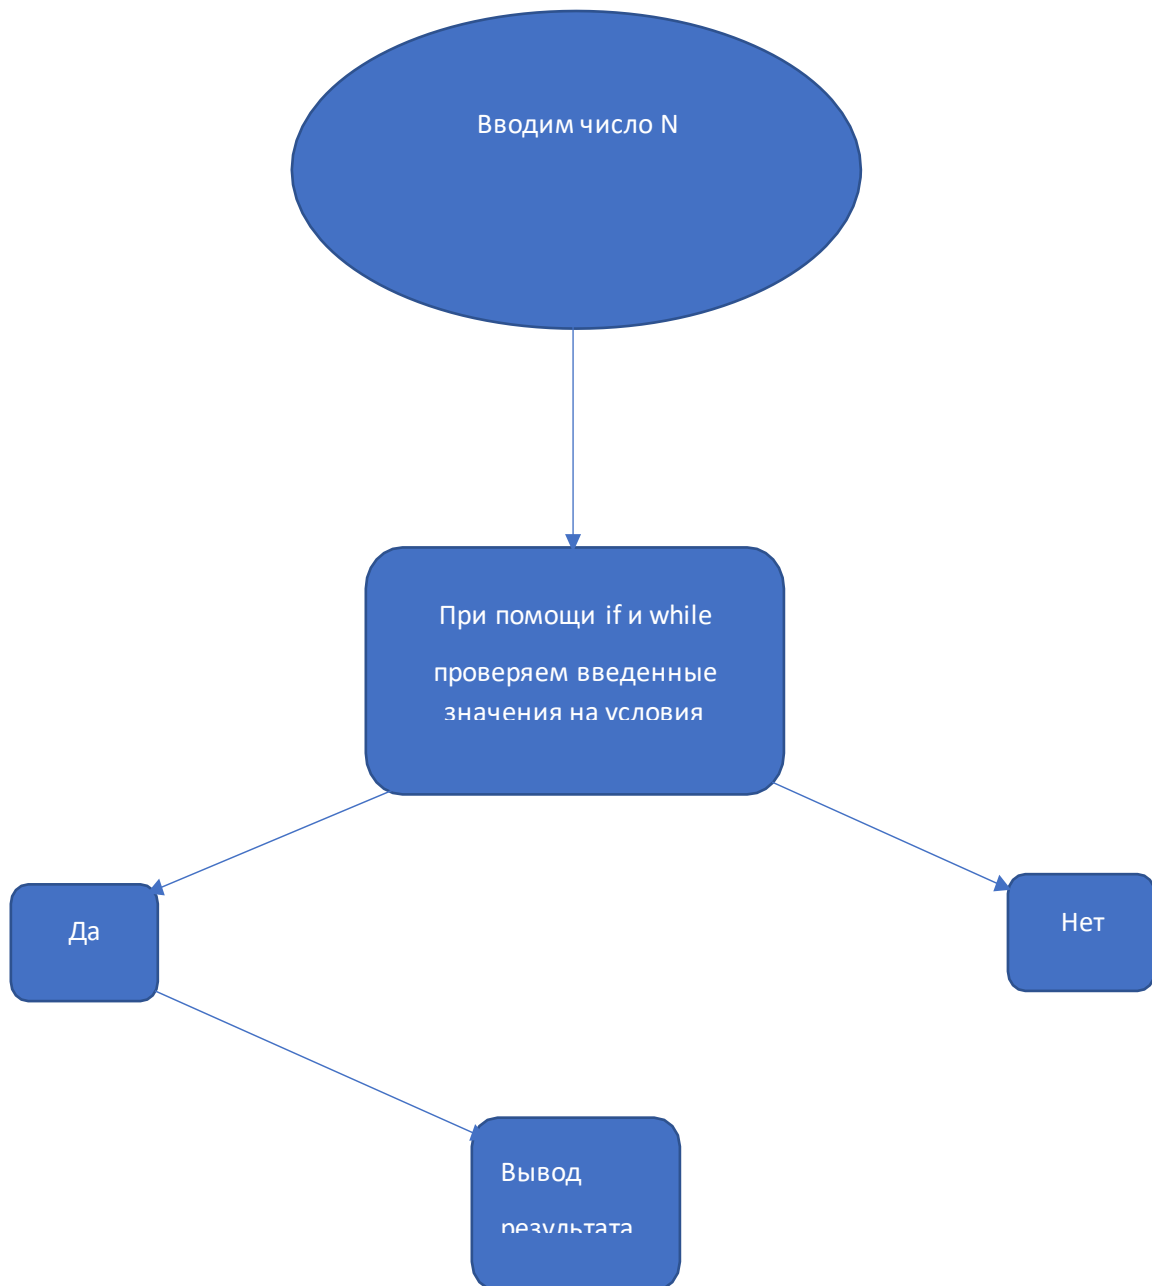 Вводим число N
При помощи if и while
проверяем введенные
значения на условия
Да
Нет
Вывод
результата